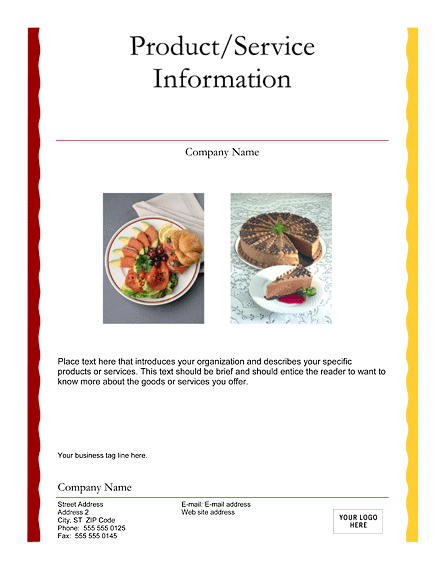 Product/Service
Information
Company Name
Place text here that introduces your organization and describes your specific
products or services. This text should be brief and should entice the reader to want to
know more about the goods or services you offer.
Your business tag line here.
Company Name
Street Address
Address 2
City, ST  ZIP Code
Phone:  555 555 0125
Fax:  555 555 0145
E-mail: E-mail address
Web site address
YOUR LOGO
HERE